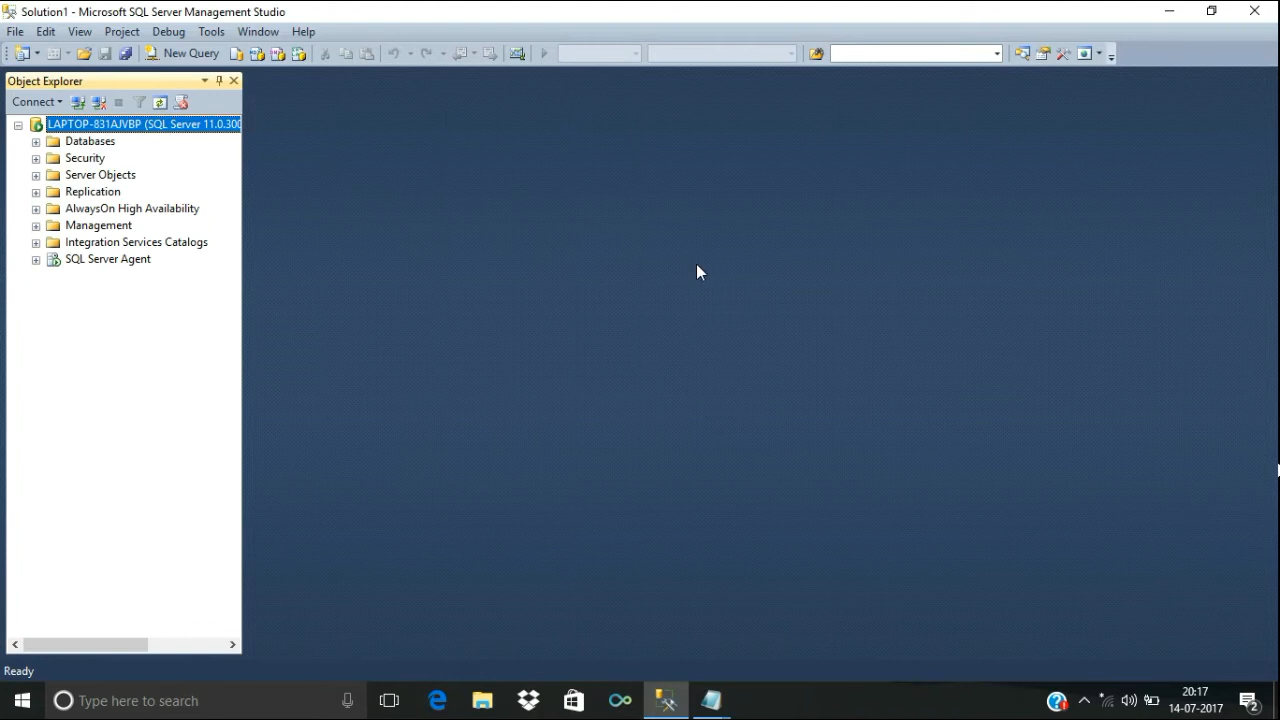 Solution1 - Microsoft SQL Server Management Studio
File Edit View Project Debug Tools Window Help
New Query
Object Explorer
Connect
LAPTOP-831AJVBP (SQL Server 11.0.300
Databases
Security
Server Objects
Replication
AlwaysOn High Availability
Management
Integration Services Catalogs
SQL Server Agent
Ready
Type here to search
20:17
14-07-2017
2